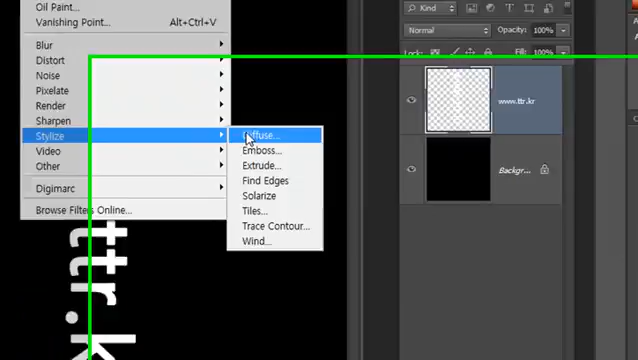 Oil Paint...
Vanishing Point... Alt+Ctrl+V
Blur
Distort
Noise
Pixelate
Render
Sharpen
Stylize
Video
Other
Digimarc
Browse Filters Online...
Diffuse...
Emboss...
Extrude...
Find Edges
Solarize
Tiles...
Trace Contour...
Wind...
Kind
Normal Opacity: 100%
Lock: Fill: 100%
www.ttr.kr
Backgr...
ttr.k